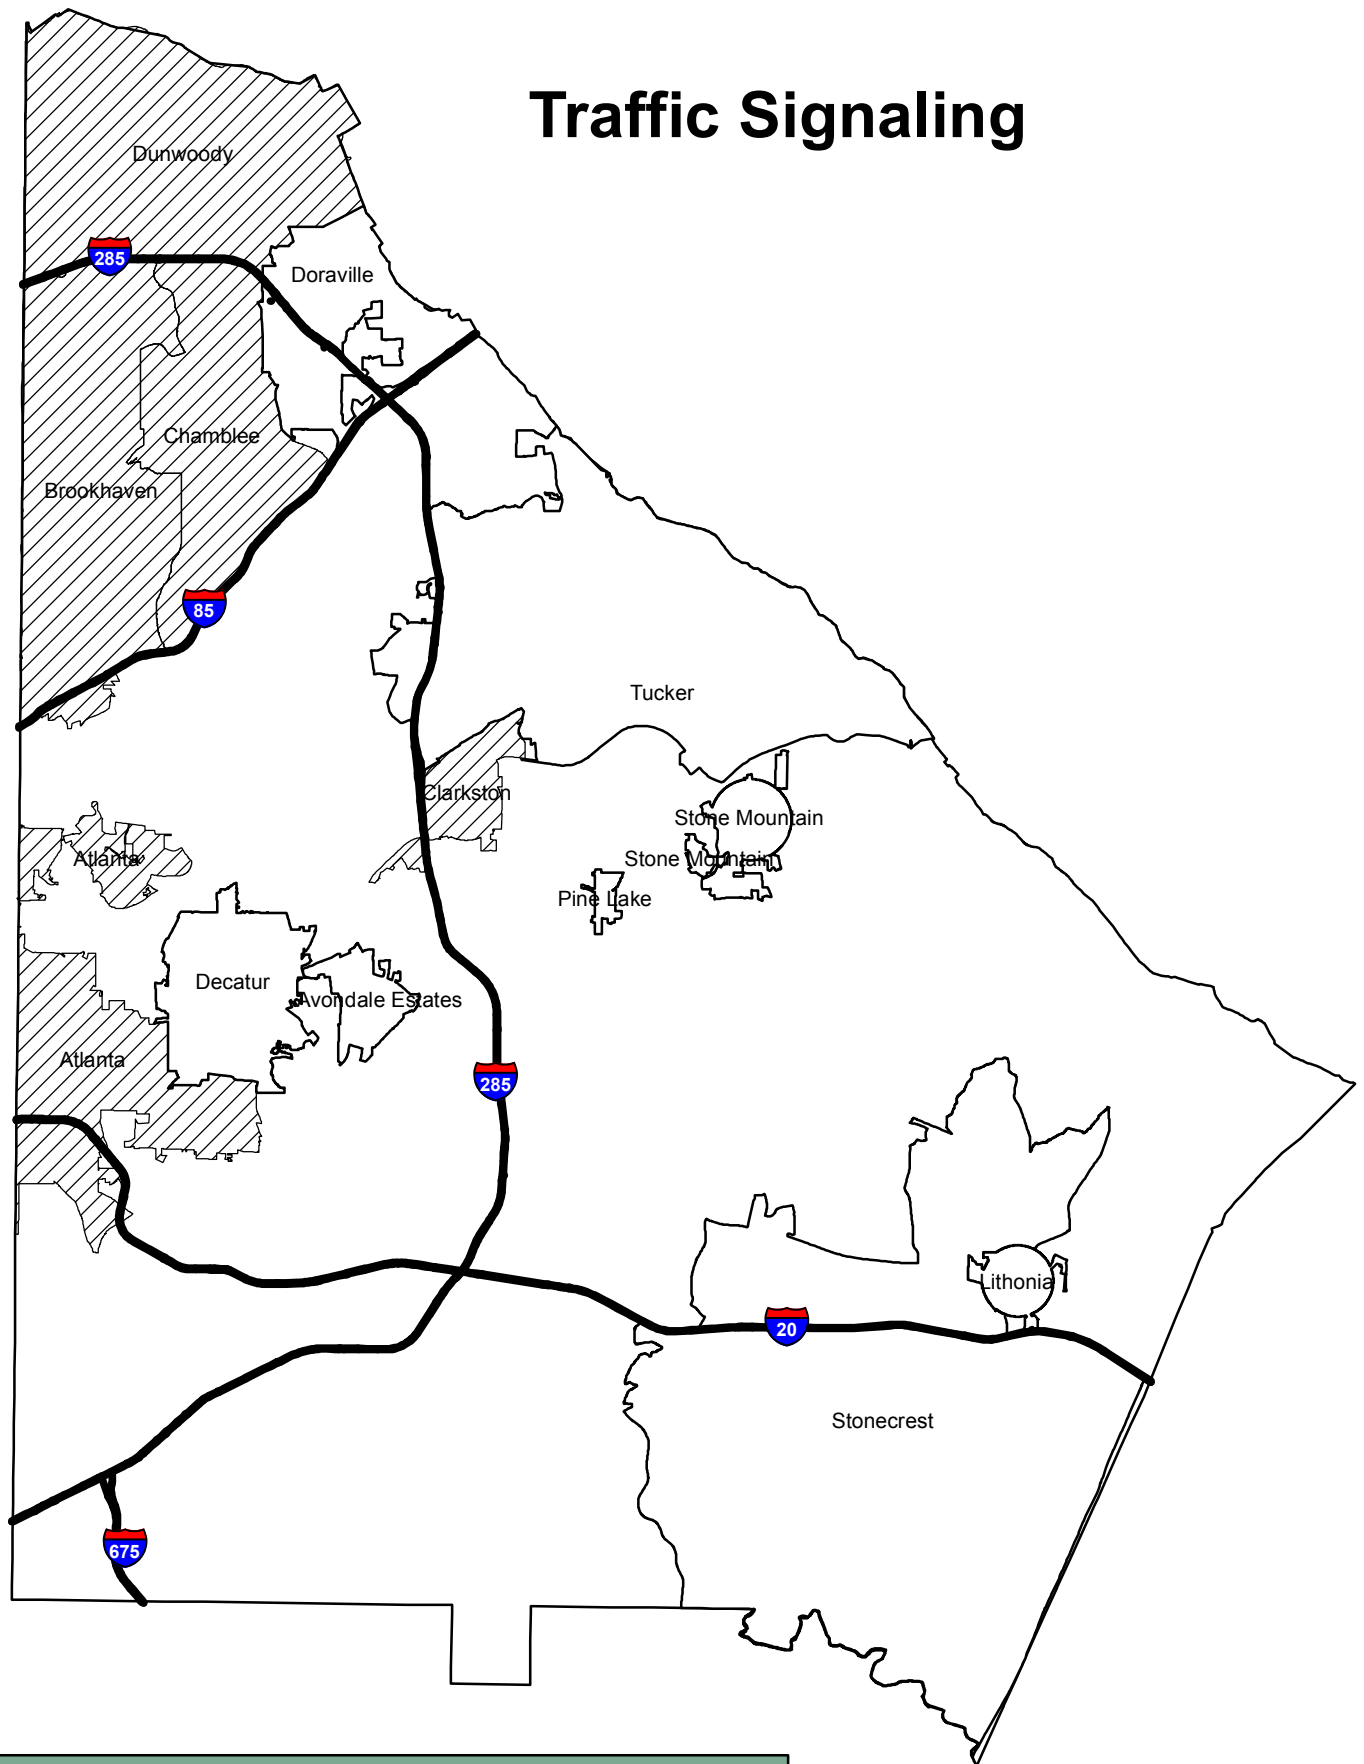 Traffic Signaling
Dunwoody
285
Doraville
Chamblee
Brookhaven
85
Tucker
Clarkston
Stone Mountain
Atlanta
Stone Mountain
Pine Lake
Decatur
Avondale Estates
Atlanta
285
Lithonia
20
Stonecrest
675